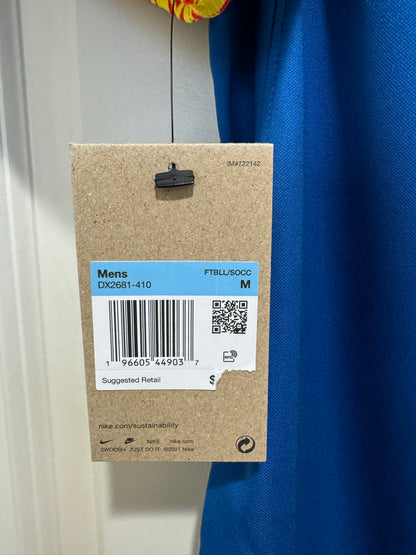 IM#722142
Mens FTBLL/SOCC
DX2681-410 M
1 96605 44903 7
Suggested Retail $
nike.com/sustainability
NIKE nike.com
SWOOSH JUST DO IT ©2021 Nike